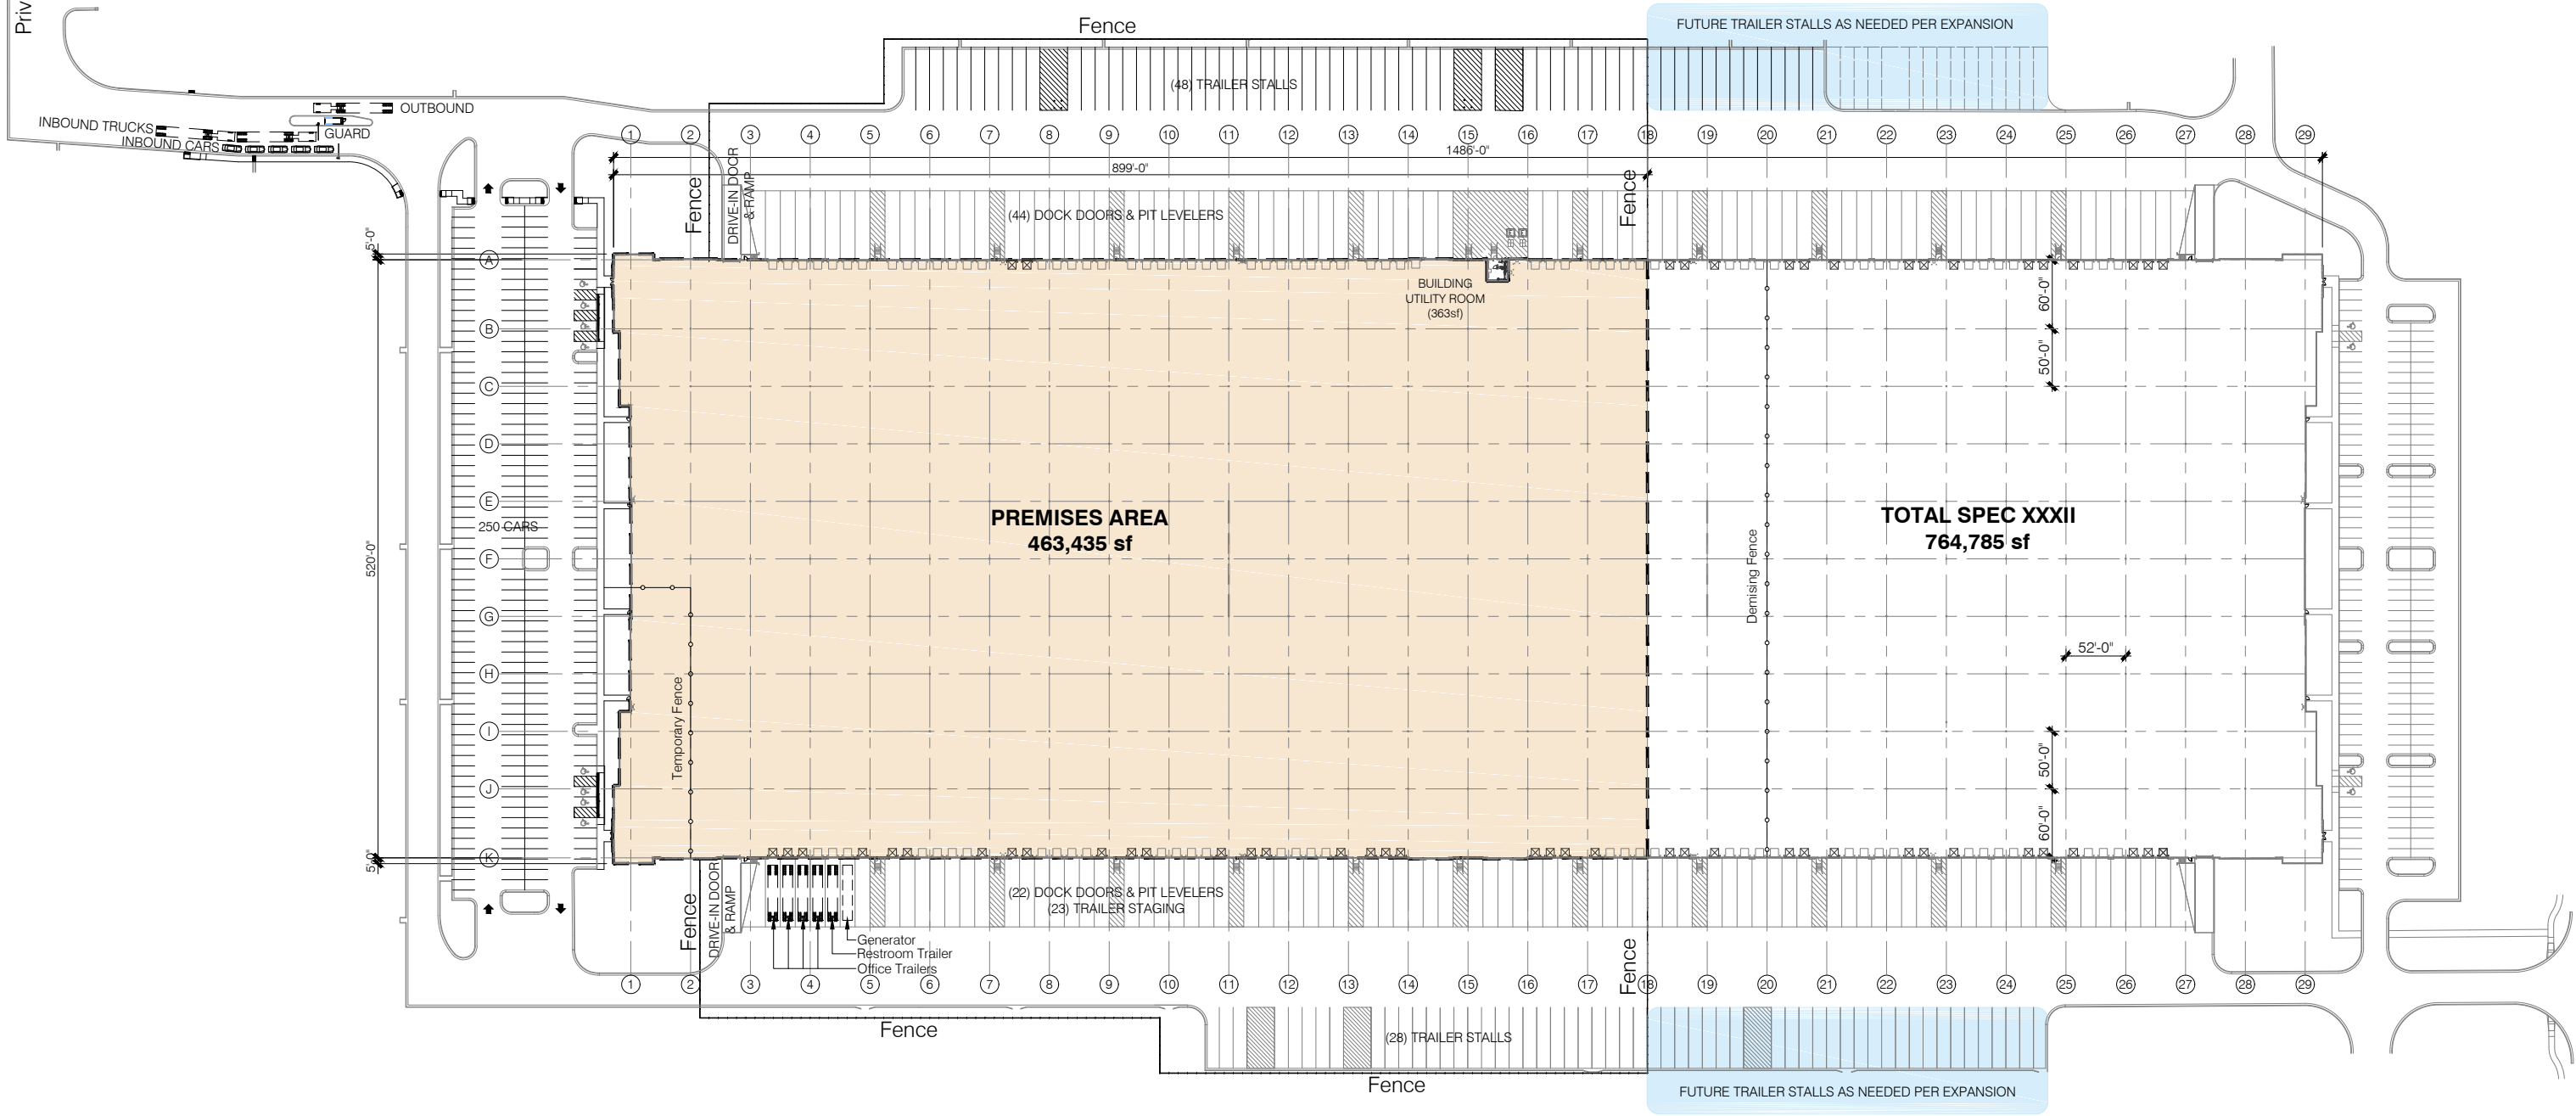 Priv
Fence
FUTURE TRAILER STALLS AS NEEDED PER EXPANSION
(48) TRAILER STALLS
OUTBOUND
INBOUND TRUCKS
GUARD
INBOUND CARS
1 2 3 4 5 6 7 8 9 10 11 12 13 14 15 16 17 18 19 20 21 22 23 24 25 26 27 28 29
1486'-0"
899'-0"
Fence
DRIVE-IN DOOR
& RAMP
(44) DOCK DOORS & PIT LEVELERS
Fence
5'-0"
A
BUILDING
UTILITY ROOM
(363sf)
60'-0"
B
50'-0"
C
D
E
250 CARS
PREMISES AREA
463,435 sf
TOTAL SPEC XXXII
764,785 sf
520'-0"
F
Demising Fence
G
52'-0"
H
Temporary Fence
I
50'-0"
J
60'-0"
K
5'-0"
Fence
DRIVE-IN DOOR
& RAMP
(22) DOCK DOORS & PIT LEVELERS
(23) TRAILER STAGING
Generator
Restroom Trailer
Office Trailers
Fence
1 2 3 4 5 6 7 8 9 10 11 12 13 14 15 16 17 18 19 20 21 22 23 24 25 26 27 28 29
Fence
(28) TRAILER STALLS
Fence
FUTURE TRAILER STALLS AS NEEDED PER EXPANSION